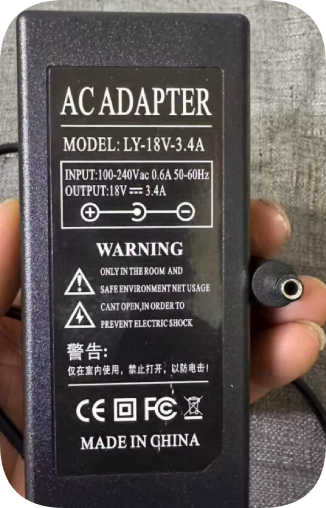 AC ADAPTER
MODEL: LY-18V-3.4A
INPUT:100-240Vac 0.6A 50-60Hz
OUTPUT:18V ⎓ 3.4A
WARNING
ONLY IN THE ROOM AND
SAFE ENVIRONMENT NET USAGE
CANT OPEN,IN ORDER TO
PREVENT ELECTRIC SHOCK
警告:
仅在室内使用，禁止打开，以防电击!
CE FC
MADE IN CHINA